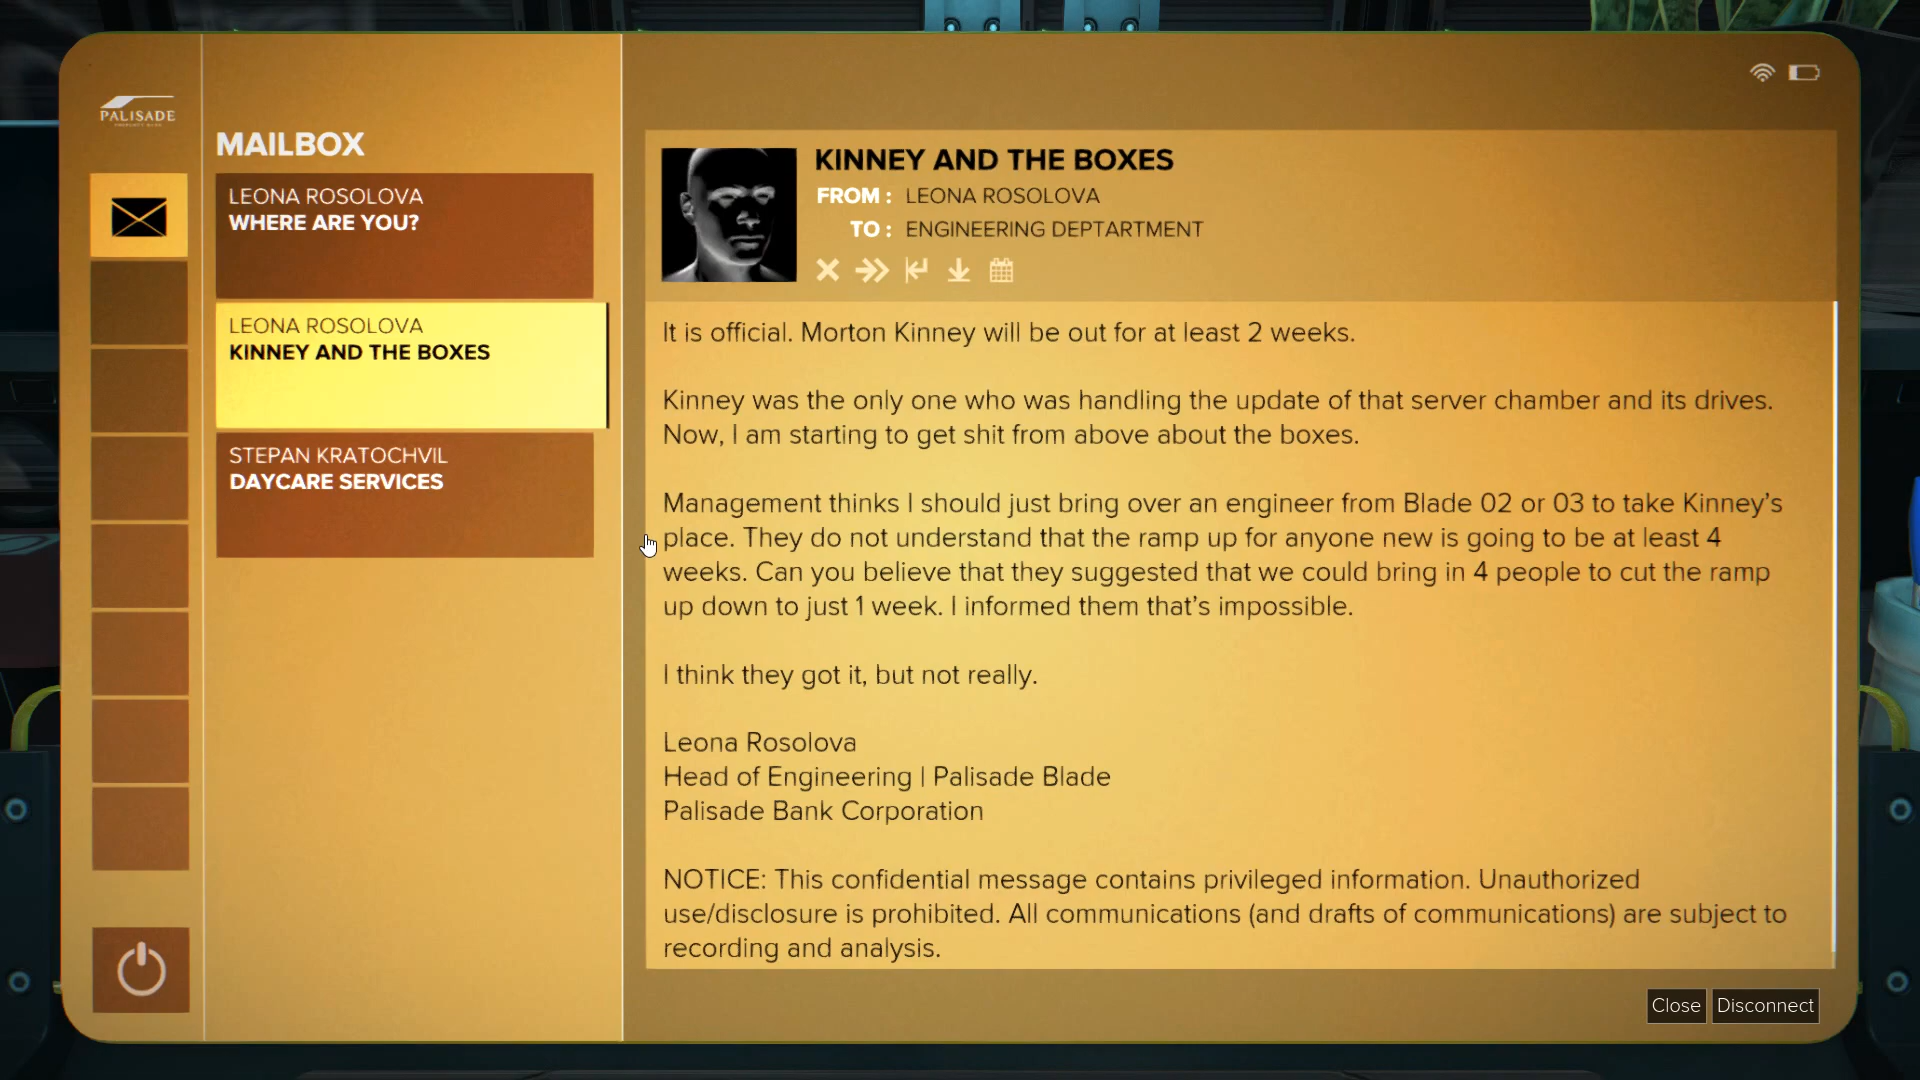 PALISADE
MAILBOX
LEONA ROSOLOVA
WHERE ARE YOU?
LEONA ROSOLOVA
KINNEY AND THE BOXES
STEPAN KRATOCHVIL
DAYCARE SERVICES
KINNEY AND THE BOXES
FROM : LEONA ROSOLOVA
TO : ENGINEERING DEPTARTMENT
It is official. Morton Kinney will be out for at least 2 weeks.
Kinney was the only one who was handling the update of that server chamber and its drives.
Now, I am starting to get shit from above about the boxes.
Management thinks I should just bring over an engineer from Blade 02 or 03 to take Kinney’s
place. They do not understand that the ramp up for anyone new is going to be at least 4
weeks. Can you believe that they suggested that we could bring in 4 people to cut the ramp
up down to just 1 week. I informed them that’s impossible.
I think they got it, but not really.
Leona Rosolova
Head of Engineering | Palisade Blade
Palisade Bank Corporation
NOTICE: This confidential message contains privileged information. Unauthorized
use/disclosure is prohibited. All communications (and drafts of communications) are subject to
recording and analysis.
Close Disconnect